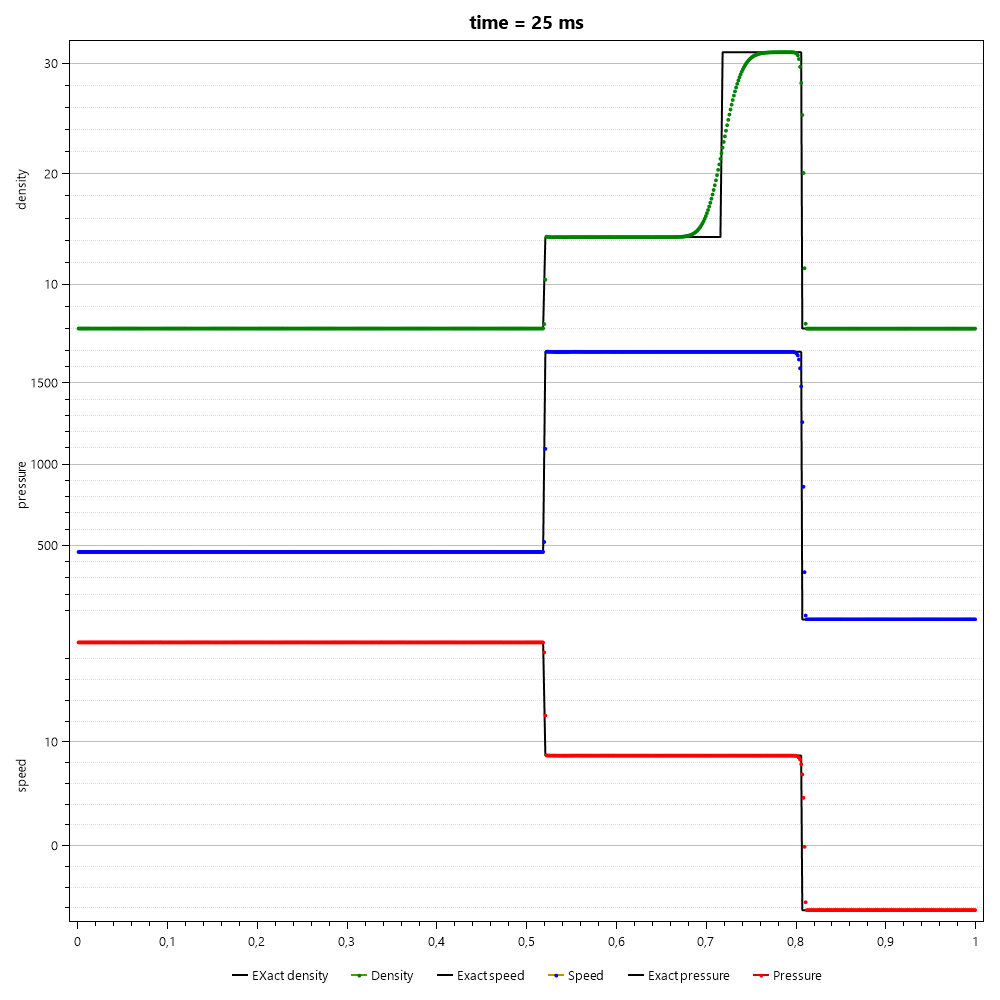 time = 25 ms
30
20
10
density
1500
1000
500
pressure
10
0
speed
0 0,1 0,2 0,3 0,4 0,5 0,6 0,7 0,8 0,9 1
EXact density Density Exact speed Speed Exact pressure Pressure